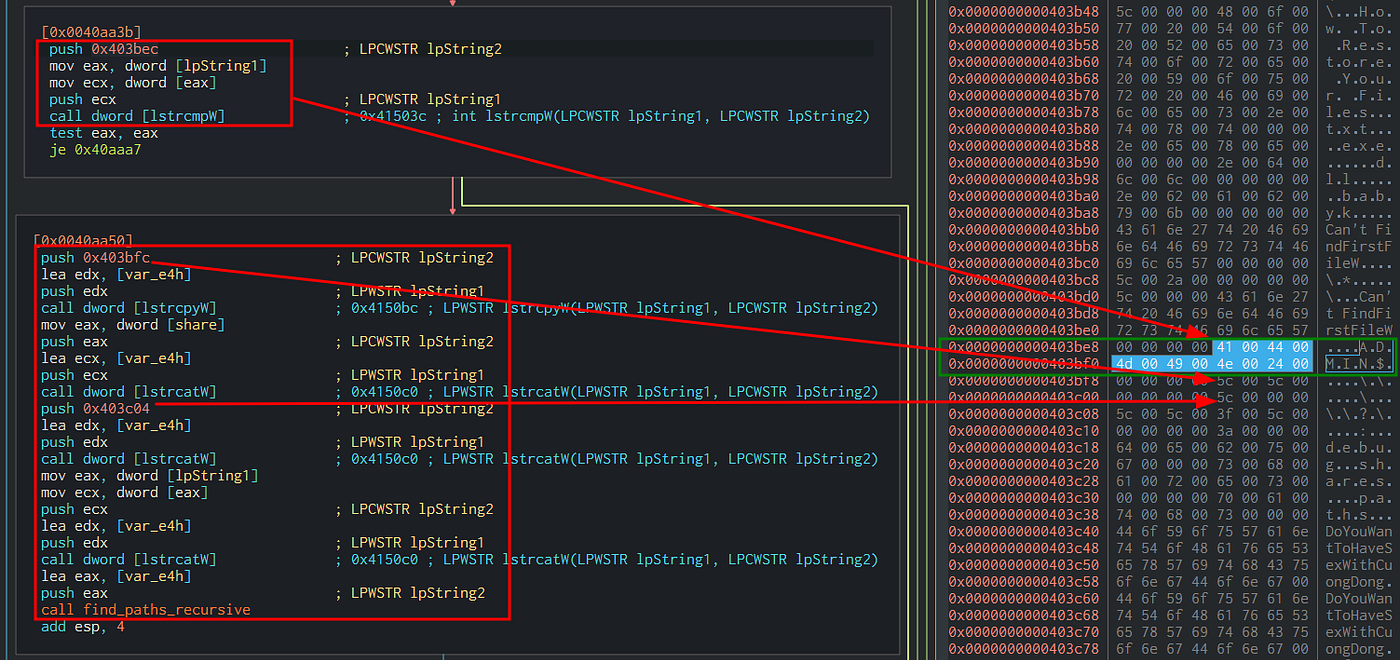 [0x0040aa3b]
push 0x403bec ; LPCWSTR lpString2
mov eax, dword [lpString1]
mov ecx, dword [eax]
push ecx ; LPCWSTR lpString1
call dword [lstrcmpW] ; 0x41503c ; int lstrcmpW(LPCWSTR lpString1, LPCWSTR lpString2)
test eax, eax
je 0x40aaa7
[0x0040aa50]
push 0x403bfc ; LPCWSTR lpString2
lea edx, [var_e4h]
push edx ; LPWSTR lpString1
call dword [lstrcpyW] ; 0x4150bc ; LPWSTR lstrcpyW(LPWSTR lpString1, LPCWSTR lpString2)
mov eax, dword [share]
push eax ; LPCWSTR lpString2
lea ecx, [var_e4h]
push ecx ; LPWSTR lpString1
call dword [lstrcatW] ; 0x4150c0 ; LPWSTR lstrcatW(LPWSTR lpString1, LPCWSTR lpString2)
push 0x403c04 ; LPCWSTR lpString2
lea edx, [var_e4h]
push edx ; LPWSTR lpString1
call dword [lstrcatW] ; 0x4150c0 ; LPWSTR lstrcatW(LPWSTR lpString1, LPCWSTR lpString2)
mov eax, dword [lpString1]
mov ecx, dword [eax]
push ecx ; LPCWSTR lpString2
lea edx, [var_e4h]
push edx ; LPWSTR lpString1
call dword [lstrcatW] ; 0x4150c0 ; LPWSTR lstrcatW(LPWSTR lpString1, LPCWSTR lpString2)
lea eax, [var_e4h]
push eax ; LPWSTR lpString2
call find_paths_recursive
add esp, 4
0x0000000000403b48 5c 00 00 00 48 00 6f 00 \...H.o.
0x0000000000403b50 77 00 20 00 54 00 6f 00 w. .T.o.
0x0000000000403b58 20 00 52 00 65 00 73 00 .R.e.s.
0x0000000000403b60 74 00 6f 00 72 00 65 00 t.o.r.e.
0x0000000000403b68 20 00 59 00 6f 00 75 00 .Y.o.u.
0x0000000000403b70 72 00 20 00 46 00 69 00 r. .F.i.
0x0000000000403b78 6c 00 65 00 73 00 2e 00 l.e.s...
0x0000000000403b80 74 00 78 00 74 00 00 00 t.x.t...
0x0000000000403b88 2e 00 65 00 78 00 65 00 ..e.x.e.
0x0000000000403b90 00 00 00 00 2e 00 64 00 ......d.
0x0000000000403b98 6c 00 6c 00 00 00 00 00 l.l.....
0x0000000000403ba0 2e 00 62 00 61 00 62 00 ..b.a.b.
0x0000000000403ba8 79 00 6b 00 00 00 00 00 y.k.....
0x0000000000403bb0 43 61 6e 27 74 20 46 69 Can't Fi
0x0000000000403bb8 6e 64 46 69 72 73 74 46 ndFirstF
0x0000000000403bc0 69 6c 65 57 00 00 00 00 ileW....
0x0000000000403bc8 5c 00 2a 00 00 00 00 00 \.*.....
0x0000000000403bd0 5c 00 00 00 43 61 6e 27 \...Can'
0x0000000000403bd8 74 20 46 69 6e 64 46 69 t FindFi
0x0000000000403be0 72 73 74 46 69 6c 65 57 rstFileW
0x0000000000403be8 00 00 00 00 41 00 44 00 ....A.D.
0x0000000000403bf0 4d 00 49 00 4e 00 24 00 M.I.N.$.
0x0000000000403bf8 00 00 00 00 5c 00 5c 00 ....\.\.
0x0000000000403c00 00 00 00 00 5c 00 00 00 ....\...
0x0000000000403c08 5c 00 5c 00 3f 00 5c 00 \.\.?.\.
0x0000000000403c10 00 00 00 00 3a 00 00 00 ....:...
0x0000000000403c18 64 00 65 00 62 00 75 00 d.e.b.u.
0x0000000000403c20 67 00 00 00 73 00 68 00 g...s.h.
0x0000000000403c28 61 00 72 00 65 00 73 00 a.r.e.s.
0x0000000000403c30 00 00 00 00 70 00 61 00 ....p.a.
0x0000000000403c38 74 00 68 00 73 00 00 00 t.h.s...
0x0000000000403c40 44 6f 59 6f 75 57 61 6e DoYouWan
0x0000000000403c48 74 54 6f 48 61 76 65 53 tToHaveS
0x0000000000403c50 65 78 57 69 74 68 43 75 exWithCu
0x0000000000403c58 6f 6e 67 44 6f 6e 67 00 ongDong.
0x0000000000403c60 44 6f 59 6f 75 57 61 6e DoYouWan
0x0000000000403c68 74 54 6f 48 61 76 65 53 tToHaveS
0x0000000000403c70 65 78 57 69 74 68 43 75 exWithCu
0x0000000000403c78 6f 6e 67 44 6f 6e 67 00 ongDong.